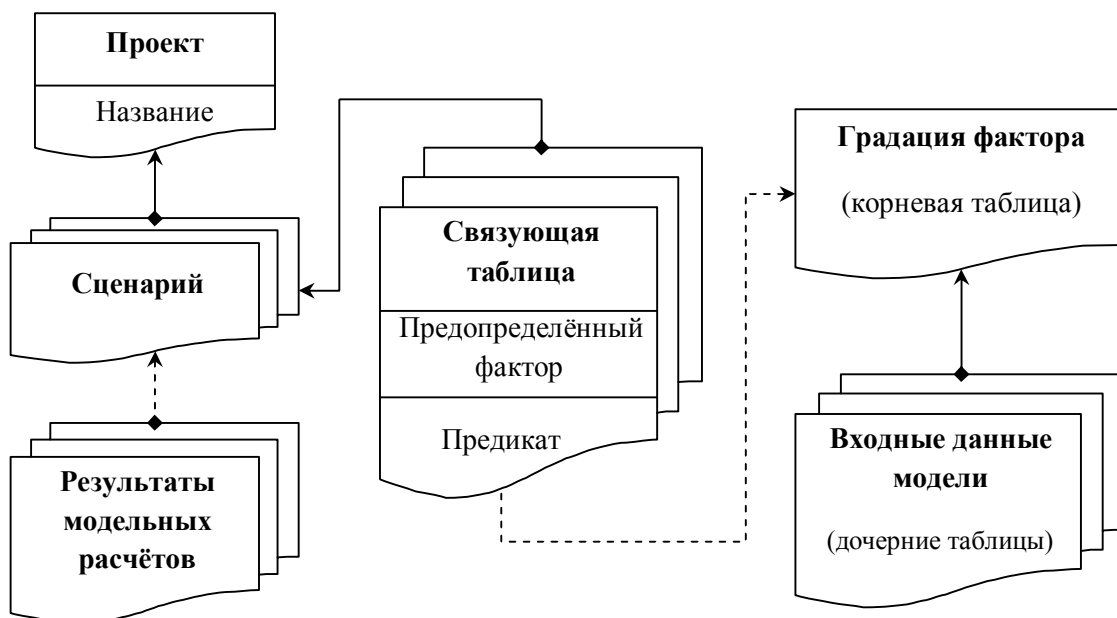 Проект
Название
Сценарий
Результаты
модельных
расчётов
Связующая
таблица
Предопределённый
фактор
Предикат
Градация фактора
(корневая таблица)
Входные данные
модели
(дочерние таблицы)